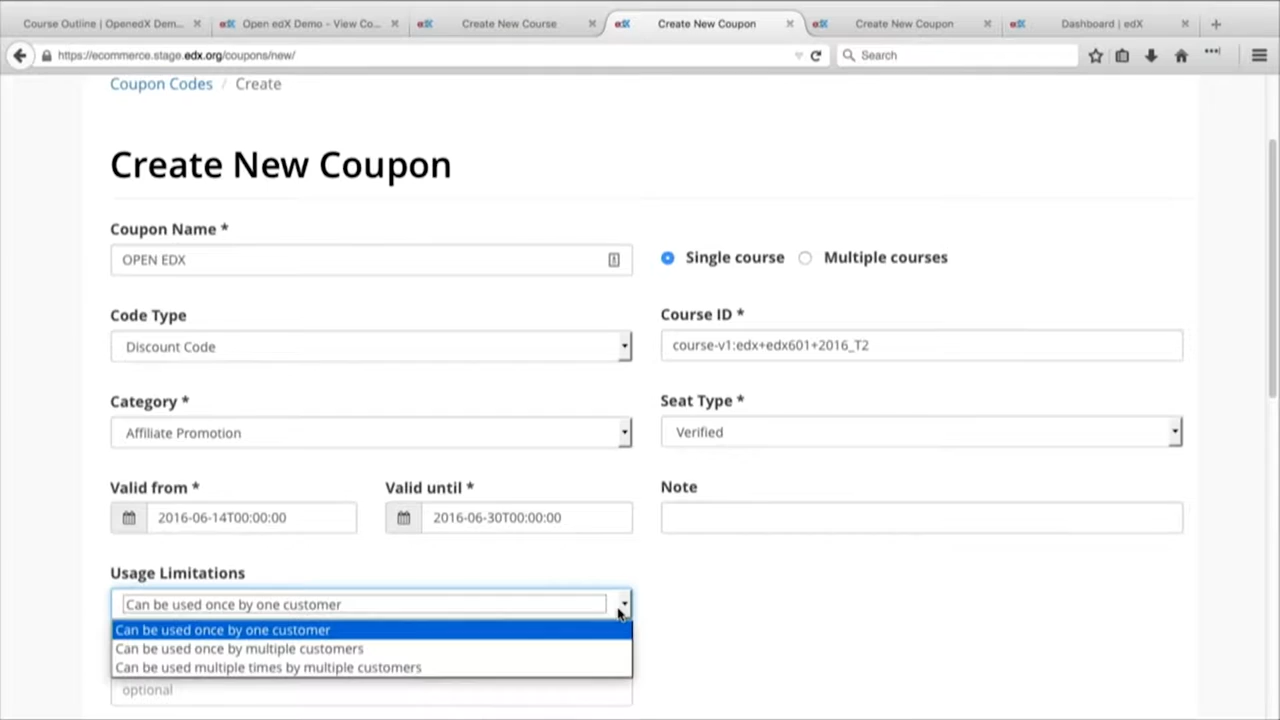 Course Outline | OpenedX Dem...
edX Open edX Demo - View Co...
edX Create New Course
edX Create New Coupon
edX Create New Coupon
edX Dashboard | edX
https://ecommerce.stage.edx.org/coupons/new/
Search
Coupon Codes / Create
Create New Coupon
Coupon Name *
OPEN EDX
Single course
Multiple courses
Code Type
Discount Code
Course ID *
course-v1:edx+edx601+2016_T2
Category *
Affiliate Promotion
Seat Type *
Verified
Valid from *
2016-06-14T00:00:00
Valid until *
2016-06-30T00:00:00
Note
Usage Limitations
Can be used once by one customer
Can be used once by one customer
Can be used once by multiple customers
Can be used multiple times by multiple customers
optional